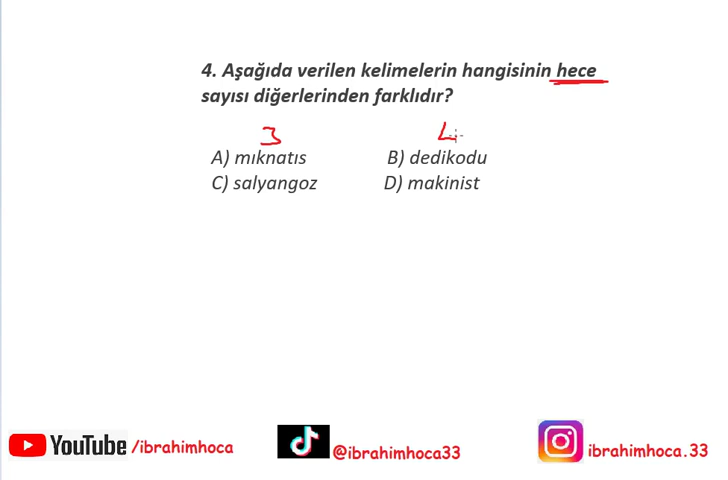 4. Aşağıda verilen kelimelerin hangisinin hece
sayısı diğerlerinden farklıdır?
3 4
A) mıknatıs B) dedikodu
C) salyangoz D) makinist
YouTube /ibrahimhoca @ibrahimhoca33 ibrahimhoca.33